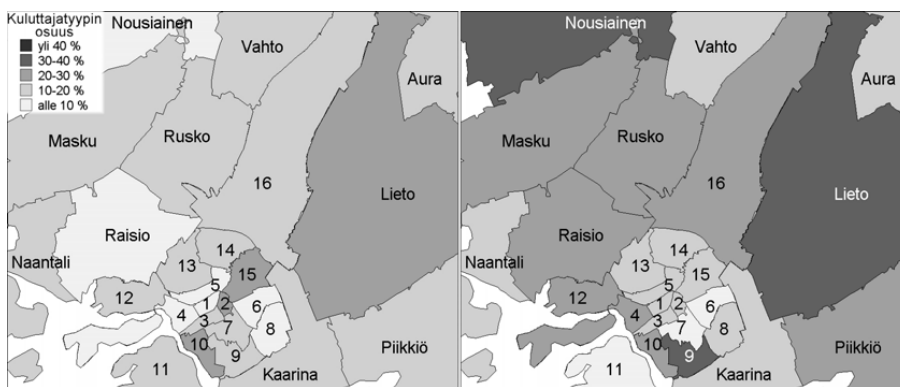 Kuluttajatyypin
osuus
yli 40 %
30-40 %
20-30 %
10-20 %
alle 10 %
Nousiainen
Vahto
Aura
Masku
Rusko
16
Lieto
Raisio
Naantali
14
13
15
5
12
1
2
6
4
3
7
8
10
9
11
Kaarina
Piikkiö
Nousiainen
Vahto
Aura
Masku
Rusko
16
Lieto
Raisio
Naantali
14
13
15
5
12
1
2
6
4
3
7
8
10
9
11
Kaarina
Piikkiö